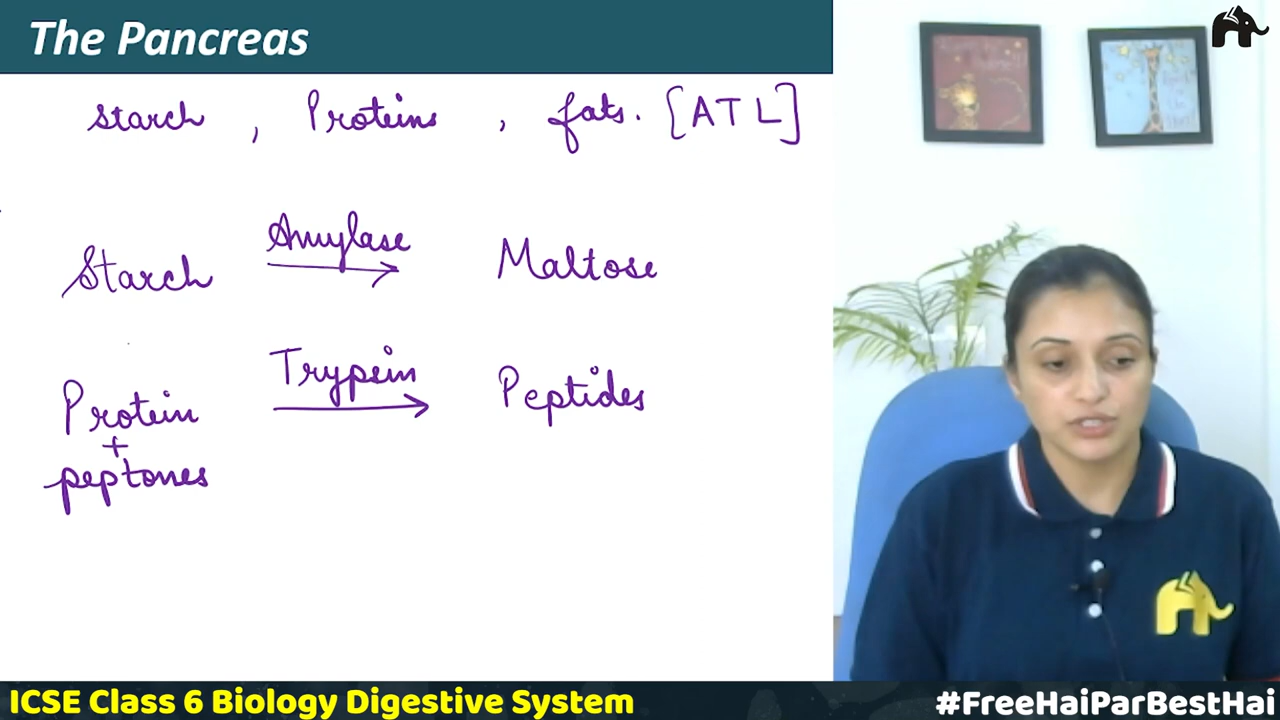 The Pancreas
starch , Proteins , fats. [ATL]
Starch Amylase Maltose
Protein Trypsin Peptides
+
peptones
ICSE Class 6 Biology Digestive System
#FreeHaiParBestHai